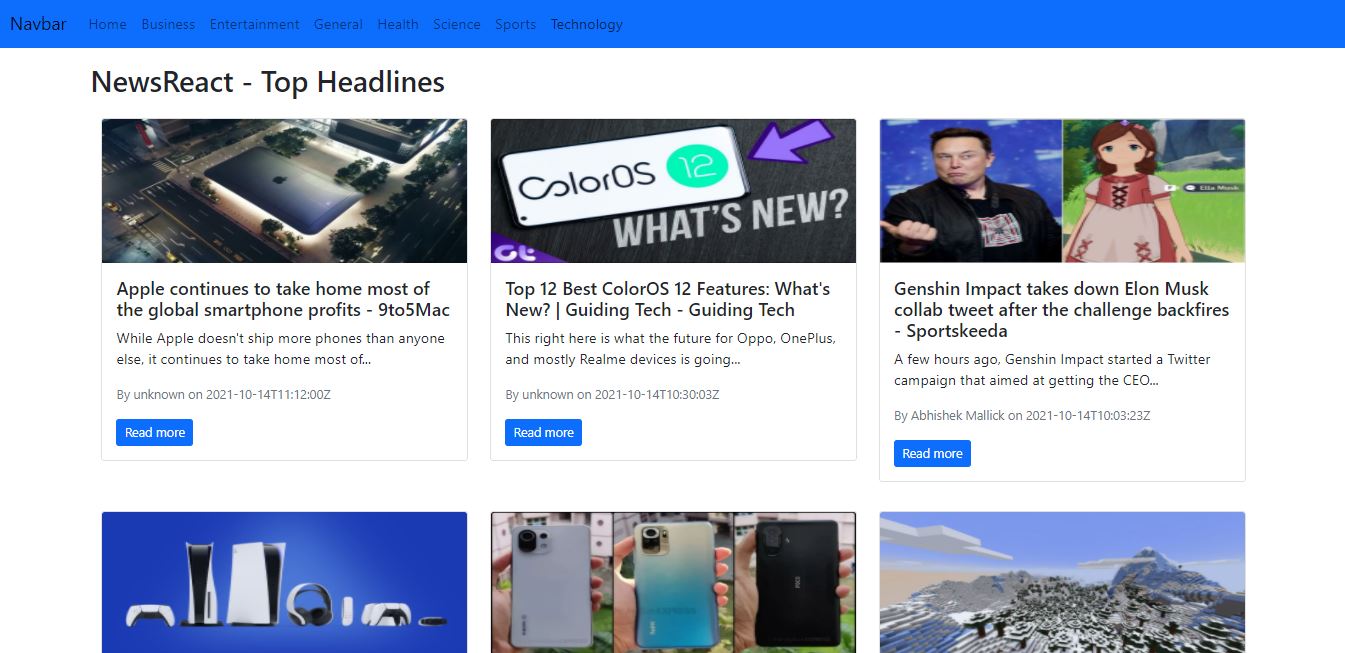 Navbar Home Business Entertainment General Health Science Sports Technology
NewsReact - Top Headlines
ColorOS 12
WHAT'S NEW?
Gt
Ella Musk
F
Apple continues to take home most of
the global smartphone profits - 9to5Mac
While Apple doesn't ship more phones than anyone
else, it continues to take home most of...
By unknown on 2021-10-14T11:12:00Z
Read more
Top 12 Best ColorOS 12 Features: What's
New? | Guiding Tech - Guiding Tech
This right here is what the future for Oppo, OnePlus,
and mostly Realme devices is going...
By unknown on 2021-10-14T10:30:03Z
Read more
Genshin Impact takes down Elon Musk
collab tweet after the challenge backfires
- Sportskeeda
A few hours ago, Genshin Impact started a Twitter
campaign that aimed at getting the CEO...
By Abhishek Mallick on 2021-10-14T10:03:23Z
Read more